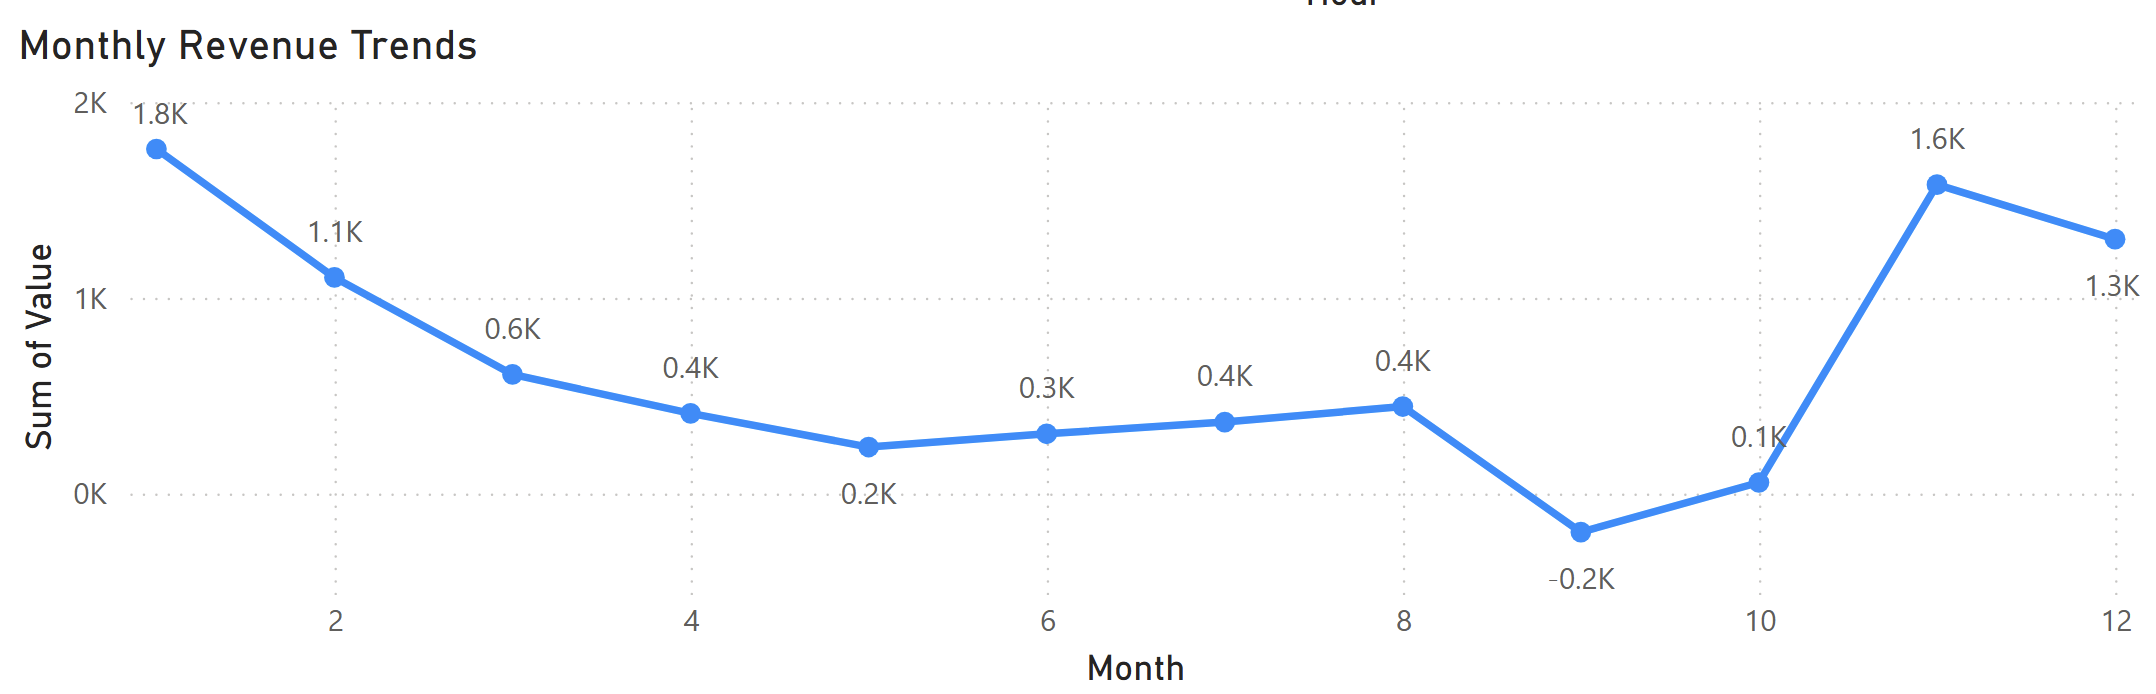 Hour
Monthly Revenue Trends
2K
1.8K
1.6K
1.1K
1.3K
1K
0.6K
0.4K
0.3K
0.4K
0.4K
0.1K
0K
0.2K
-0.2K
Sum of Value
2
4
6
8
10
12
Month